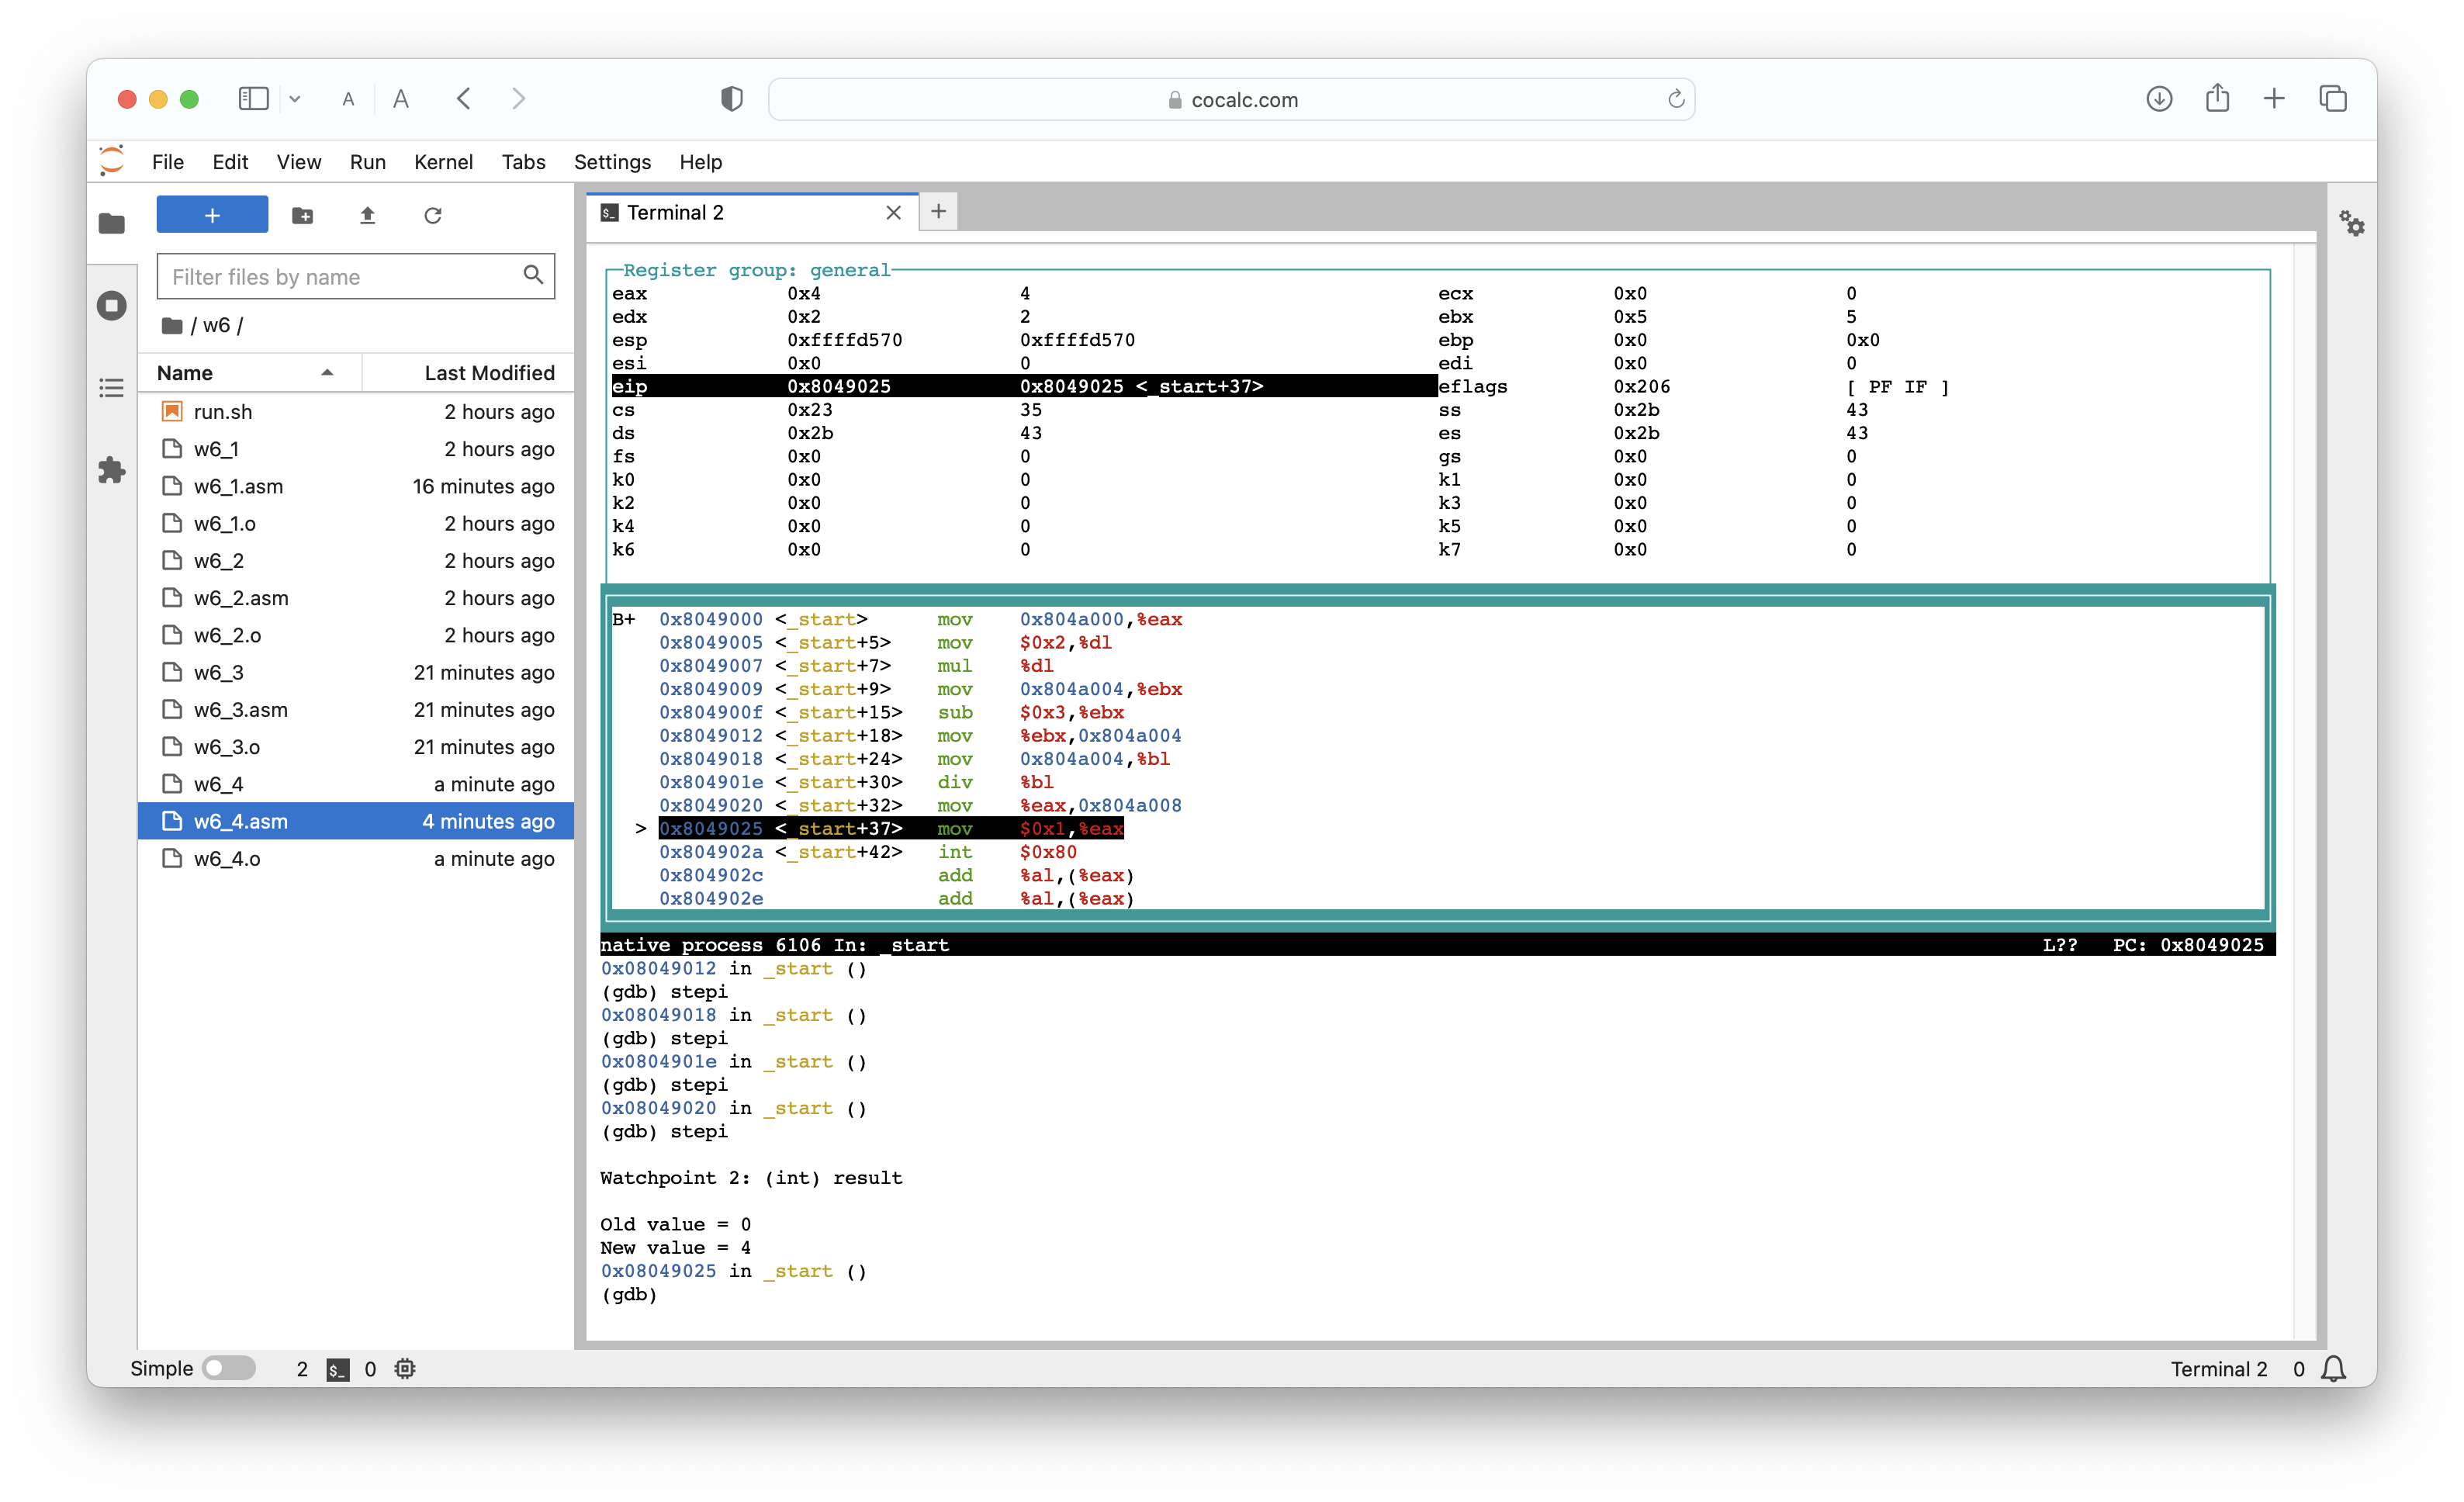 A A cocalc.com
File Edit View Run Kernel Tabs Settings Help
+
Filter files by name
/ w6 /
Name Last Modified
run.sh 2 hours ago
w6_1 2 hours ago
w6_1.asm 16 minutes ago
w6_1.o 2 hours ago
w6_2 2 hours ago
w6_2.asm 2 hours ago
w6_2.o 2 hours ago
w6_3 21 minutes ago
w6_3.asm 21 minutes ago
w6_3.o 21 minutes ago
w6_4 a minute ago
w6_4.asm 4 minutes ago
w6_4.o a minute ago
$_ Terminal 2 +
Register group: general
eax 0x4 4 ecx 0x0 0
edx 0x2 2 ebx 0x5 5
esp 0xffffd570 0xffffd570 ebp 0x0 0x0
esi 0x0 0 edi 0x0 0
eip 0x8049025 0x8049025 <_start+37> eflags 0x206 [ PF IF ]
cs 0x23 35 ss 0x2b 43
ds 0x2b 43 es 0x2b 43
fs 0x0 0 gs 0x0 0
k0 0x0 0 k1 0x0 0
k2 0x0 0 k3 0x0 0
k4 0x0 0 k5 0x0 0
k6 0x0 0 k7 0x0 0
B+ 0x8049000 <_start> mov 0x804a000,%eax
0x8049005 <_start+5> mov $0x2,%dl
0x8049007 <_start+7> mul %dl
0x8049009 <_start+9> mov 0x804a004,%ebx
0x804900f <_start+15> sub $0x3,%ebx
0x8049012 <_start+18> mov %ebx,0x804a004
0x8049018 <_start+24> mov 0x804a004,%bl
0x804901e <_start+30> div %bl
0x8049020 <_start+32> mov %eax,0x804a008
> 0x8049025 <_start+37> mov $0x1,%eax
0x804902a <_start+42> int $0x80
0x804902c add %al,(%eax)
0x804902e add %al,(%eax)
native process 6106 In: _start L?? PC: 0x8049025
0x08049012 in _start ()
(gdb) stepi
0x08049018 in _start ()
(gdb) stepi
0x0804901e in _start ()
(gdb) stepi
0x08049020 in _start ()
(gdb) stepi
Watchpoint 2: (int) result
Old value = 0
New value = 4
0x08049025 in _start ()
(gdb)
Simple 2 $_ 0 Terminal 2 0